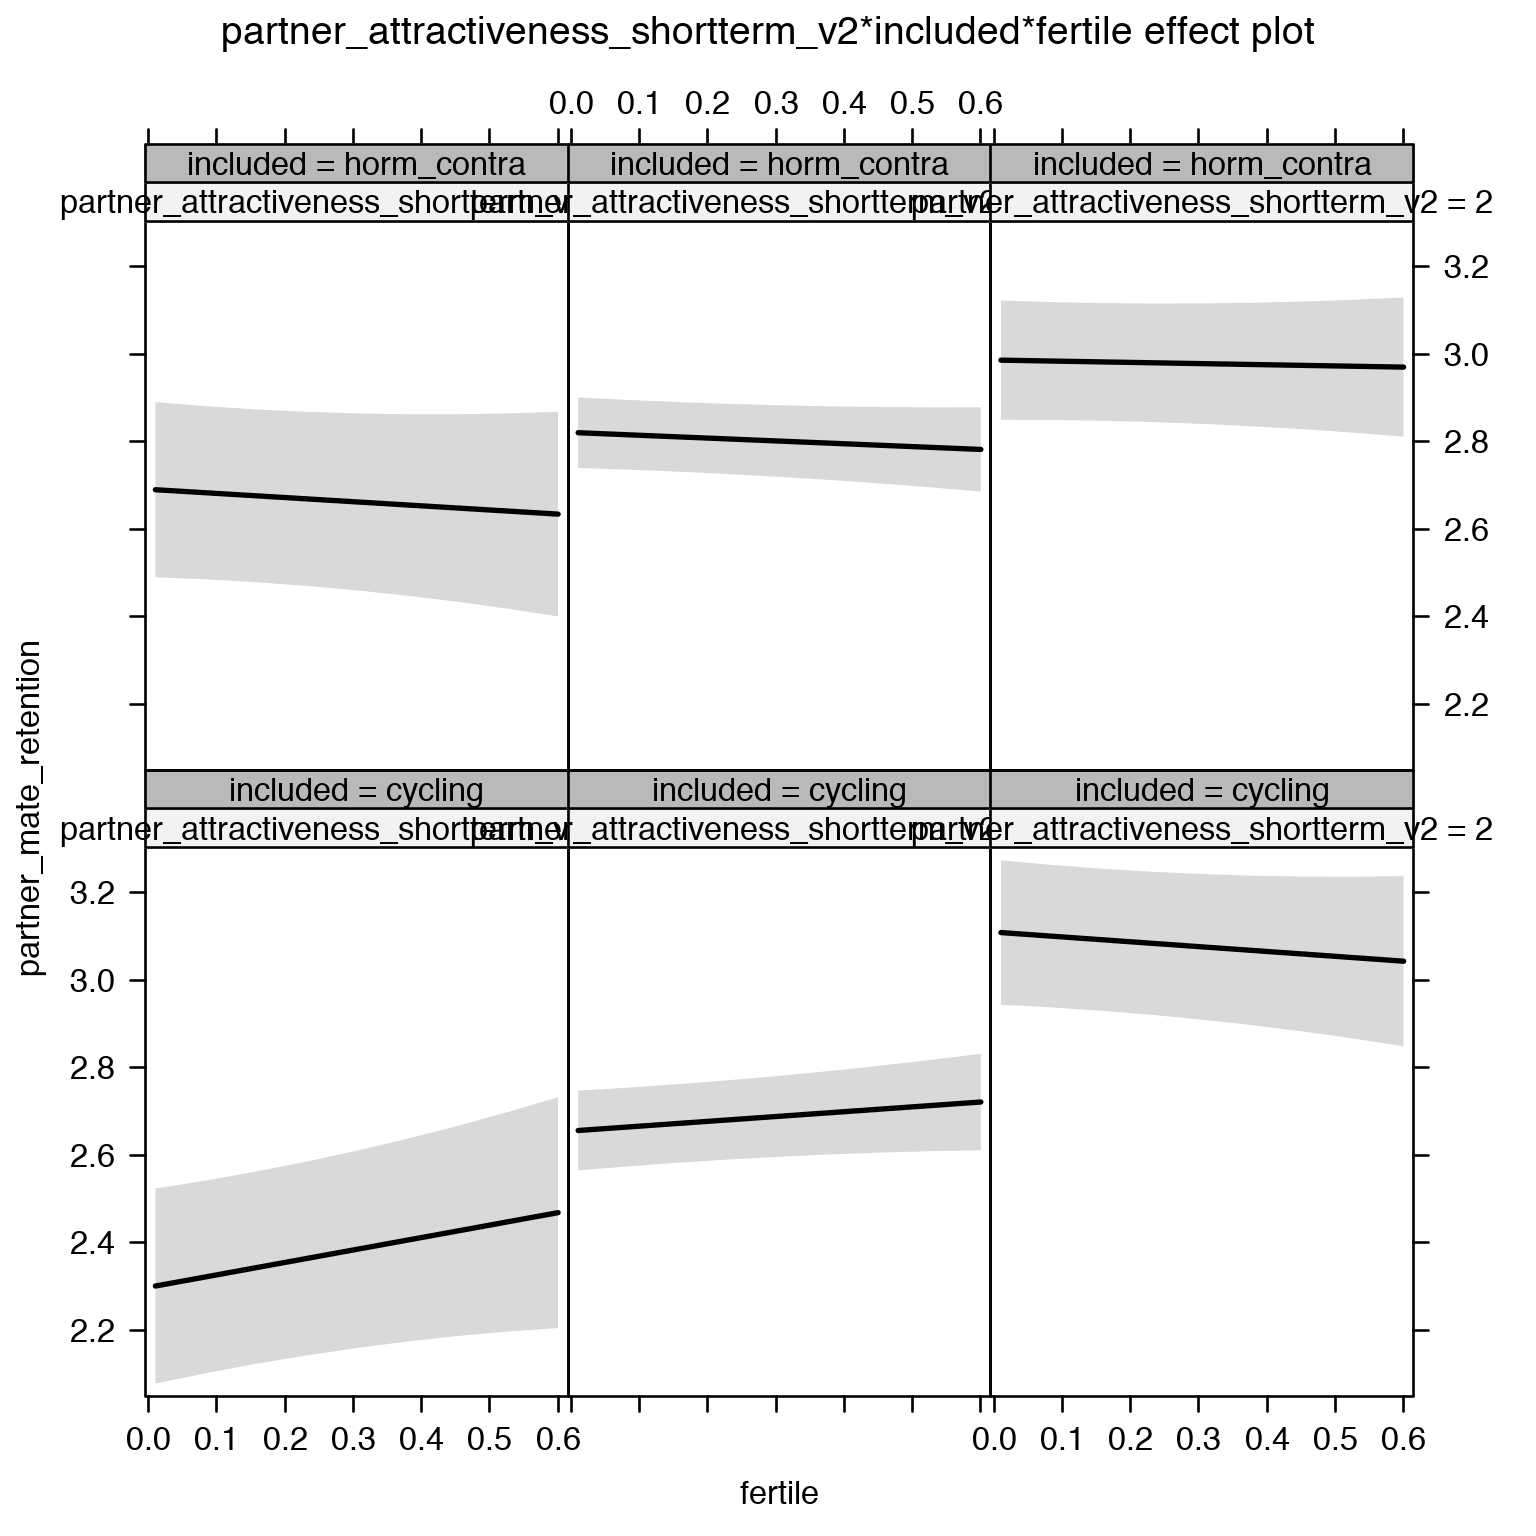 partner_attractiveness_shortterm_v2*included*fertile effect plot
0.0 0.1 0.2 0.3 0.4 0.5 0.6
included = horm_contra included = horm_contra included = horm_contra
partner_attractiveness_shortterm_v partner_attractiveness_shortterm_v2 partner_attractiveness_shortterm_v2 = 2
3.2
3.0
2.8
2.6
2.4
2.2
partner_mate_retention
included = cycling included = cycling included = cycling
partner_attractiveness_shortterm_v partner_attractiveness_shortterm_v2 partner_attractiveness_shortterm_v2 = 2
3.2
3.0
2.8
2.6
2.4
2.2
0.0 0.1 0.2 0.3 0.4 0.5 0.6 0.0 0.1 0.2 0.3 0.4 0.5 0.6
fertile